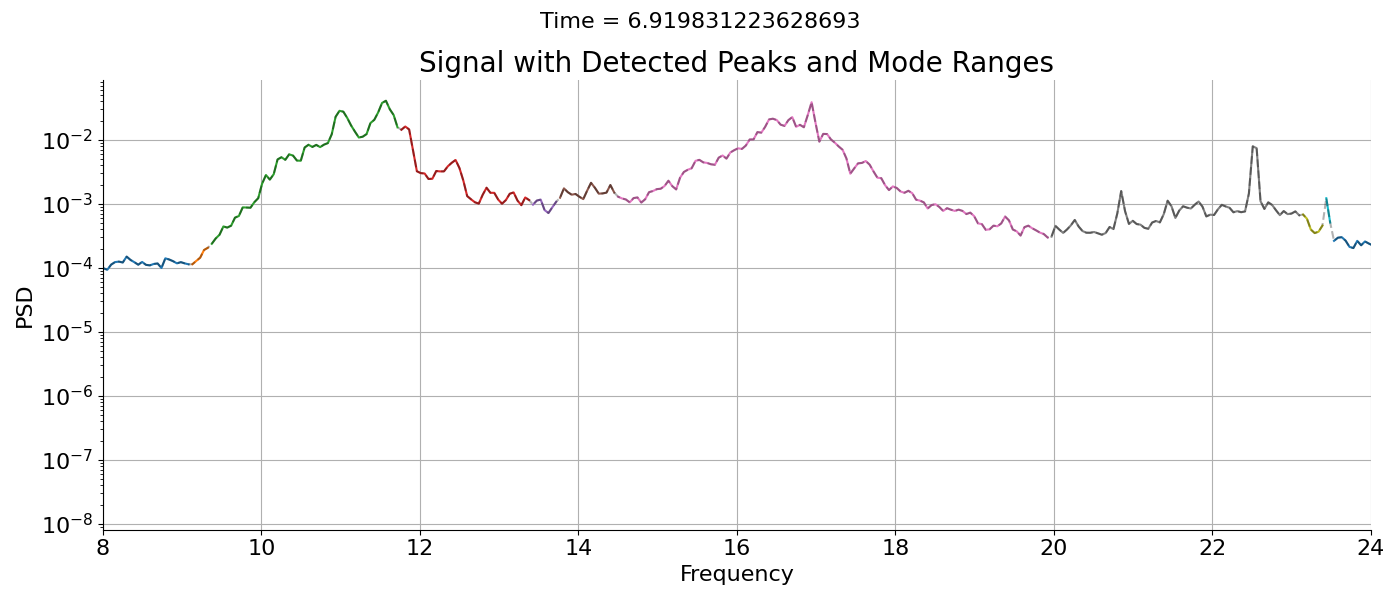 Time = 6.919831223628693
Signal with Detected Peaks and Mode Ranges
PSD
10⁻²
10⁻³
10⁻⁴
10⁻⁵
10⁻⁶
10⁻⁷
10⁻⁸
8 10 12 14 16 18 20 22 24
Frequency